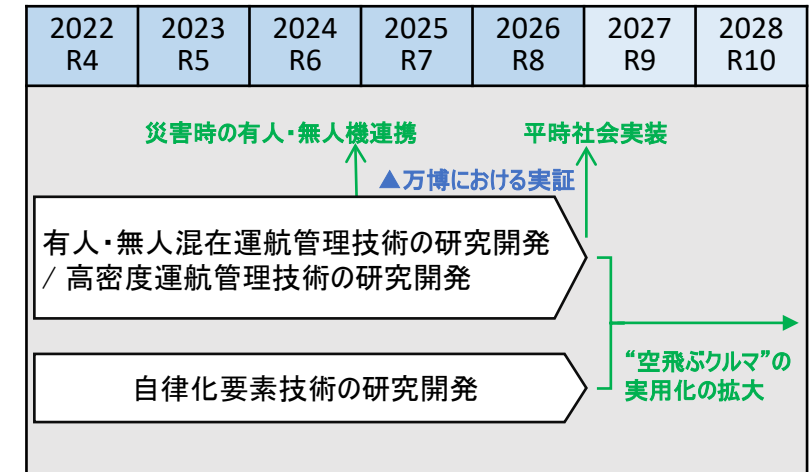 2022 2023 2024 2025 2026 2027 2028
R4 R5 R6 R7 R8 R9 R10
災害時の有人・無人機連携 平時社会実装
▲万博における実証
有人・無人混在運航管理技術の研究開発
/ 高密度運航管理技術の研究開発
“空飛ぶクルマ”の
実用化の拡大
自律化要素技術の研究開発